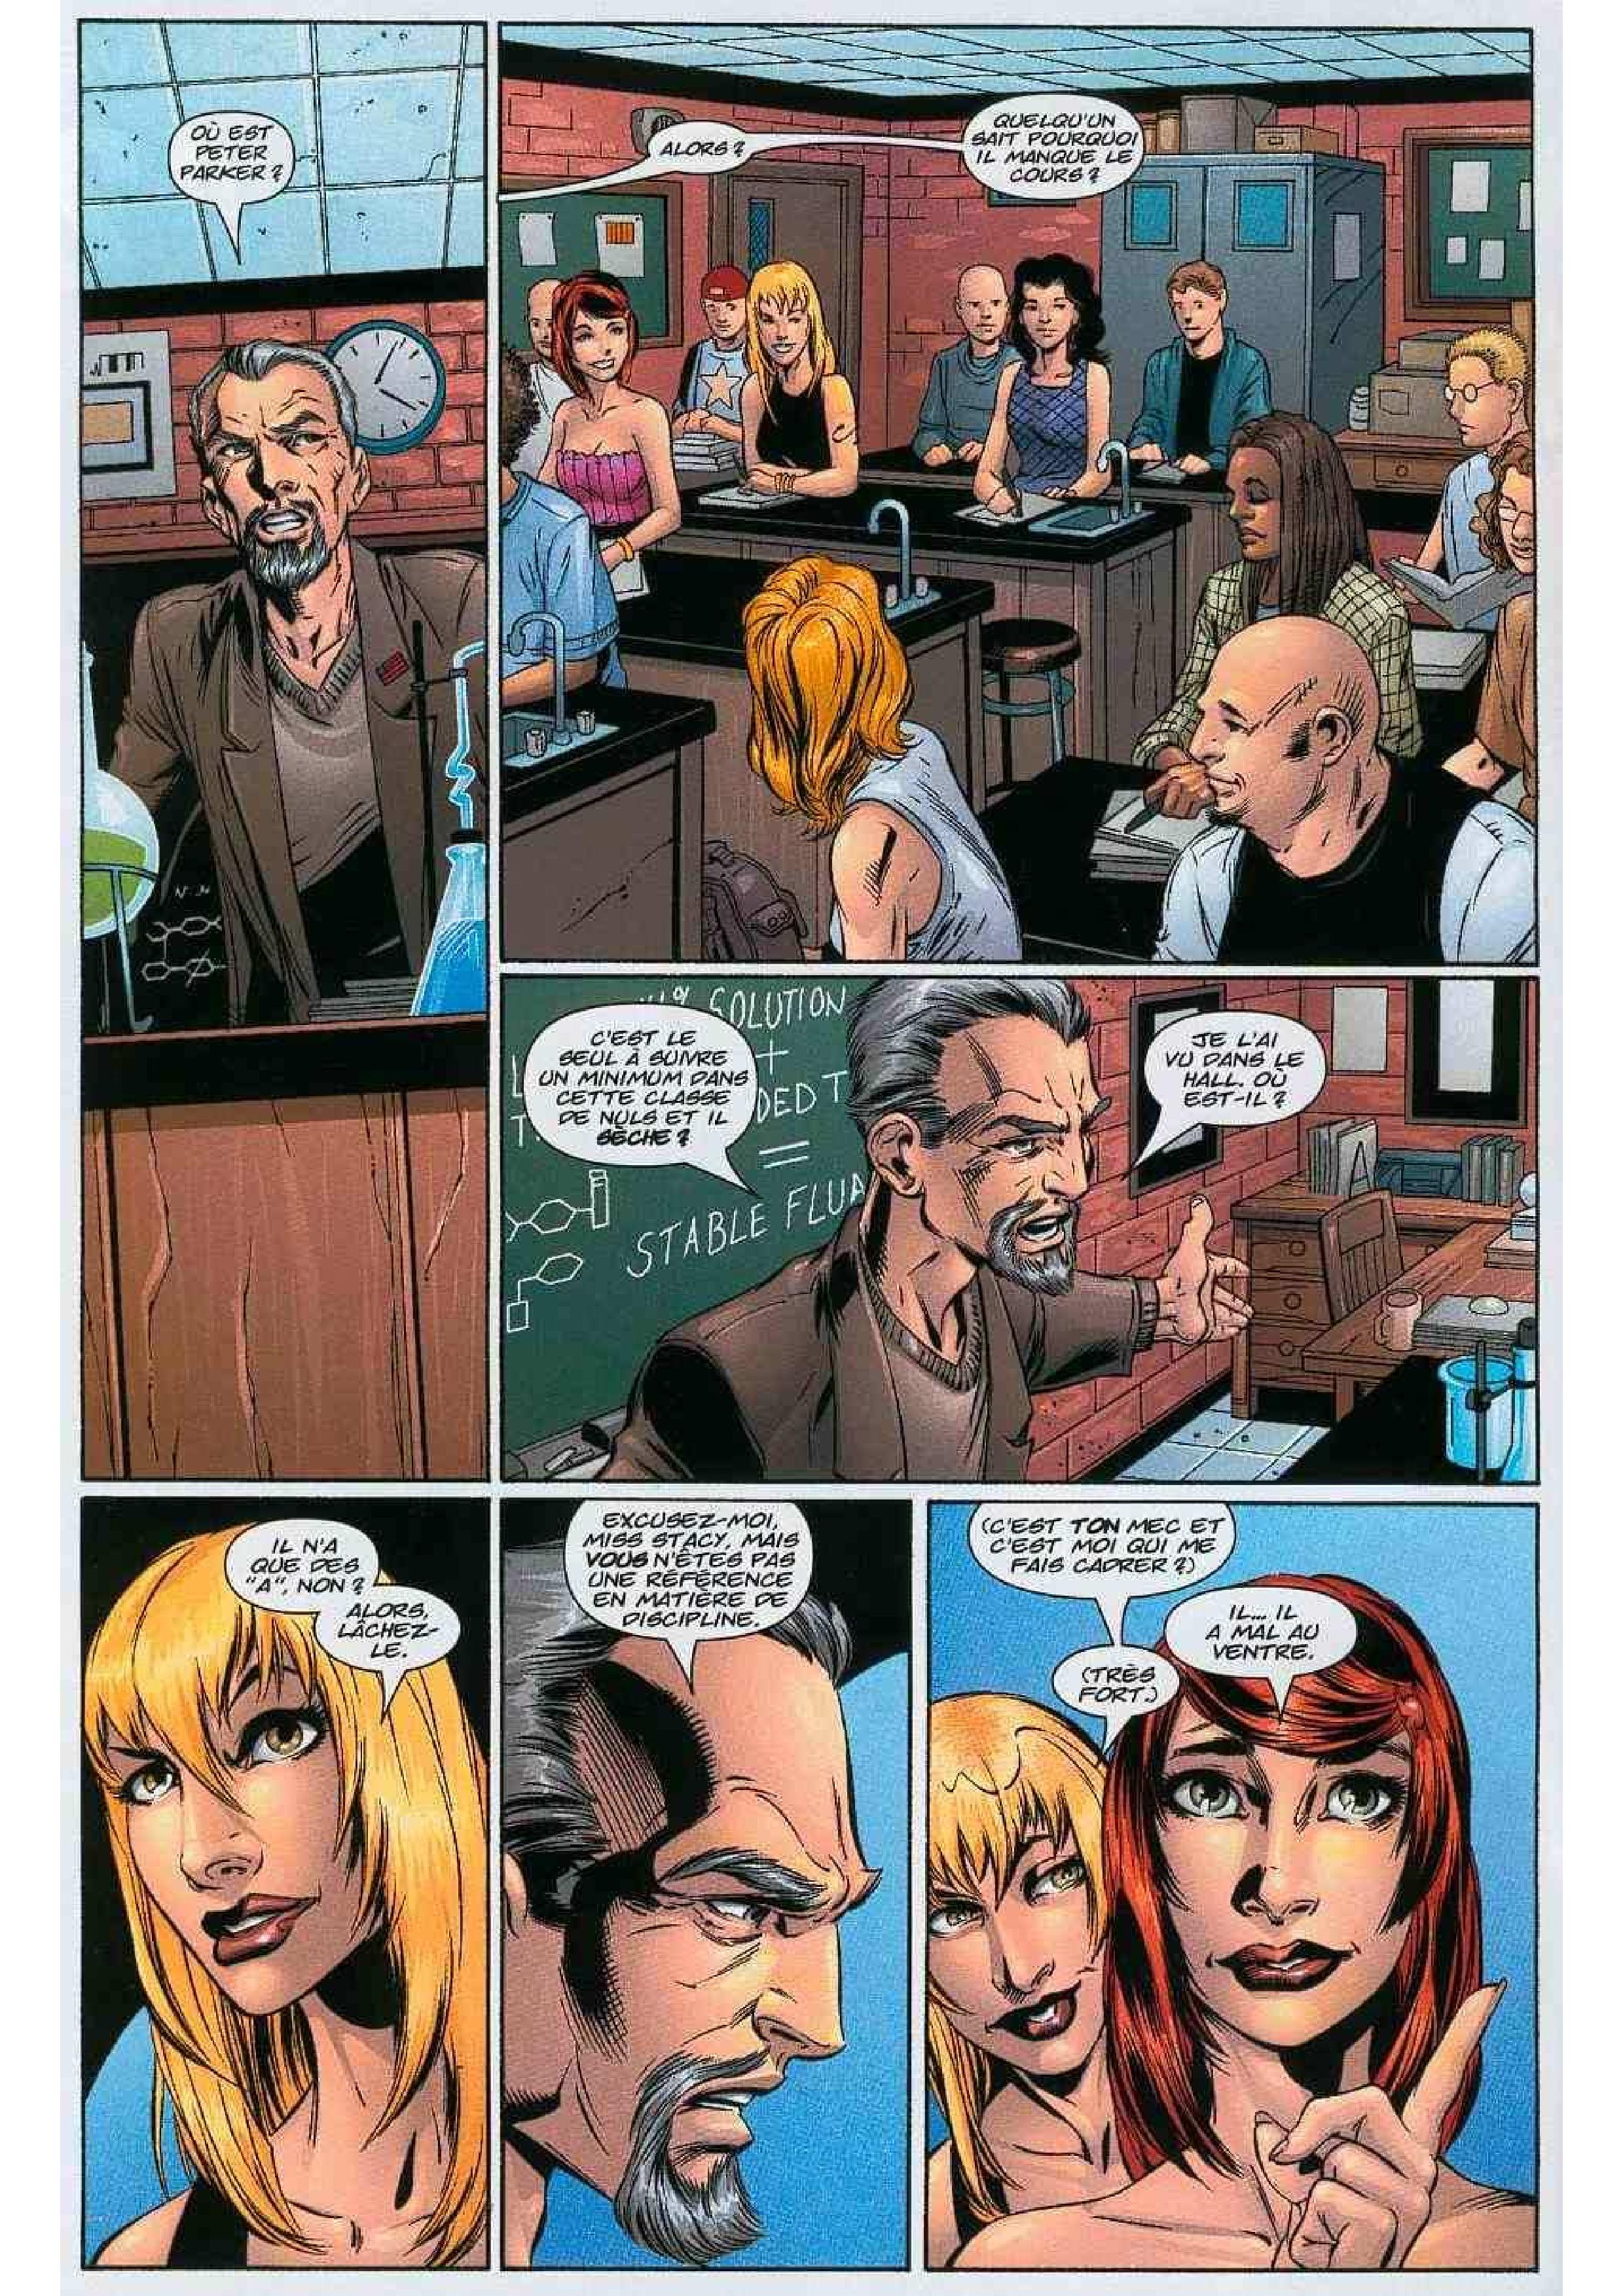 OÙ EST
PETER
PARKER ?
ALORS ?
QUELQU'UN
SAIT POURQUOI
IL MANQUE LE
COURS ?
C'EST LE
SEUL À SUIVRE
UN MINIMUM DANS
CETTE CLASSE
DE NULS ET IL
SÈCHE ?
JE L'AI
VU DANS LE
HALL. OÙ
EST-IL ?
SOLUTION
+
DED T
=
STABLE FLUA
IL N'A
QUE DES
"A", NON ?
ALORS,
LÂCHEZ-
LE.
EXCUSEZ-MOI,
MISS STACY, MAIS
VOUS N'ÊTES PAS
UNE RÉFÉRENCE
EN MATIÈRE DE
DISCIPLINE.
(C'EST TON MEC ET
C'EST MOI QUI ME
FAIS CADRER ?)
(TRÈS
FORT.)
IL... IL
A MAL AU
VENTRE.